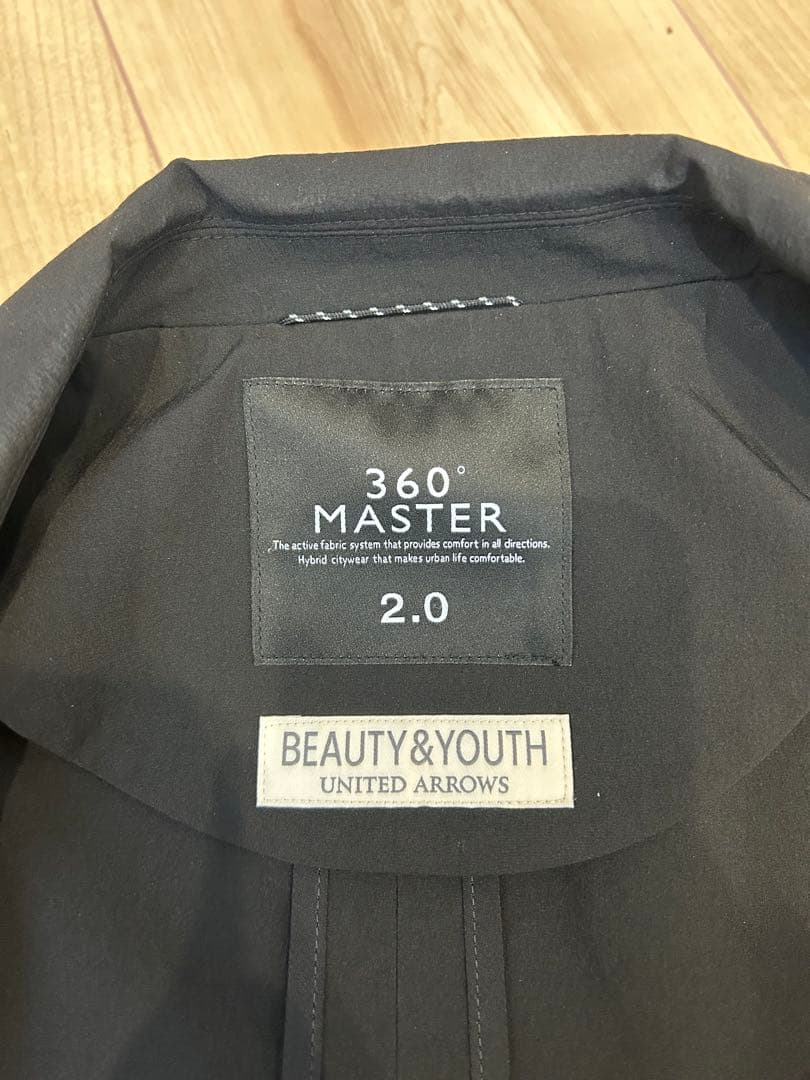 360°
MASTER
The active fabric system that provides comfort in all directions.
Hybrid citywear that makes urban life comfortable.
2.0
BEAUTY&YOUTH
UNITED ARROWS